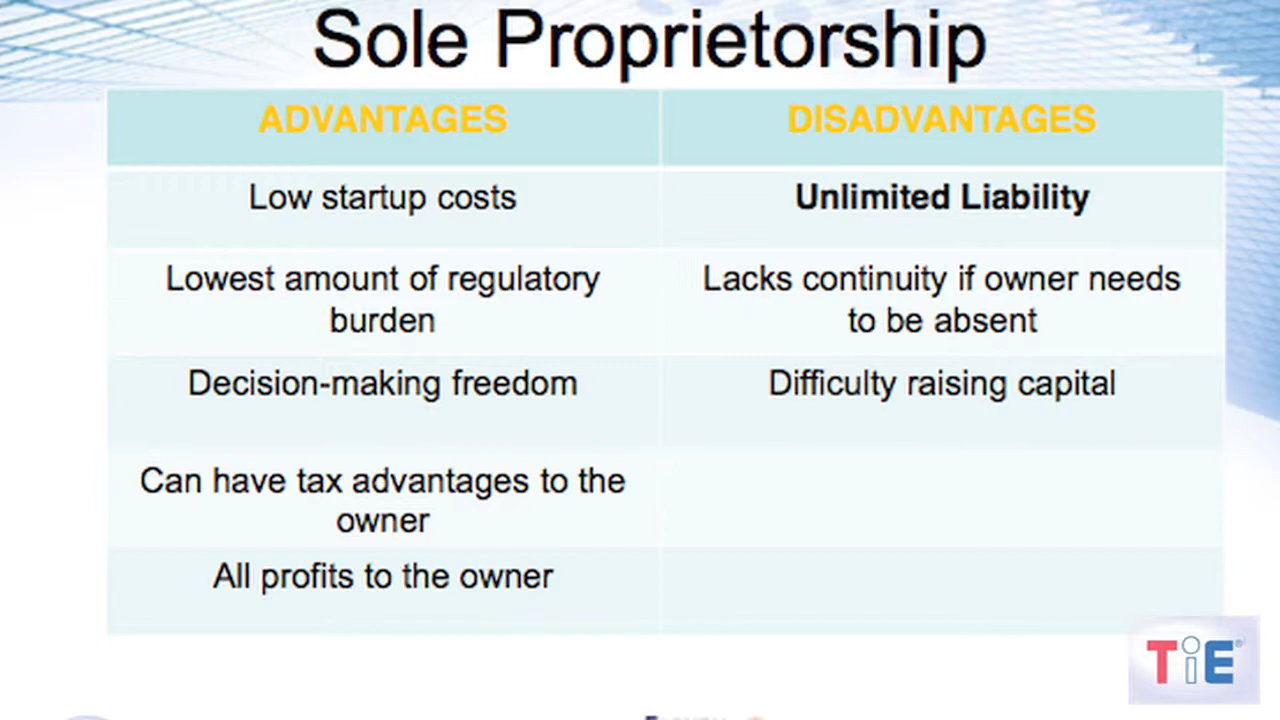 Sole Proprietorship
ADVANTAGES
DISADVANTAGES
Low startup costs
Unlimited Liability
Lowest amount of regulatory
burden
Lacks continuity if owner needs
to be absent
Decision-making freedom
Difficulty raising capital
Can have tax advantages to the
owner
All profits to the owner
TiE®